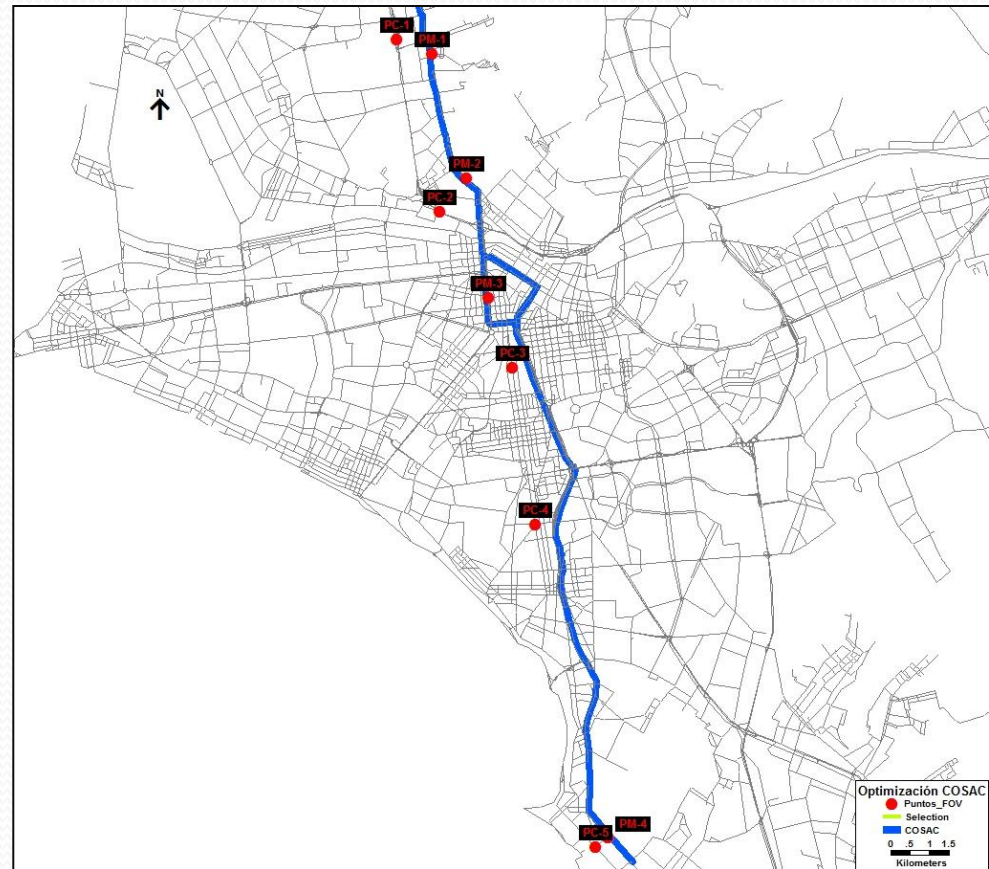 PC-1
PM-1
N
PM-2
PC-2
PM-3
PC-3
PC-4
PM-4
PC-5
Optimización COSAC
Puntos_FOV
Selection
COSAC
0 .5 1 1.5
Kilometers